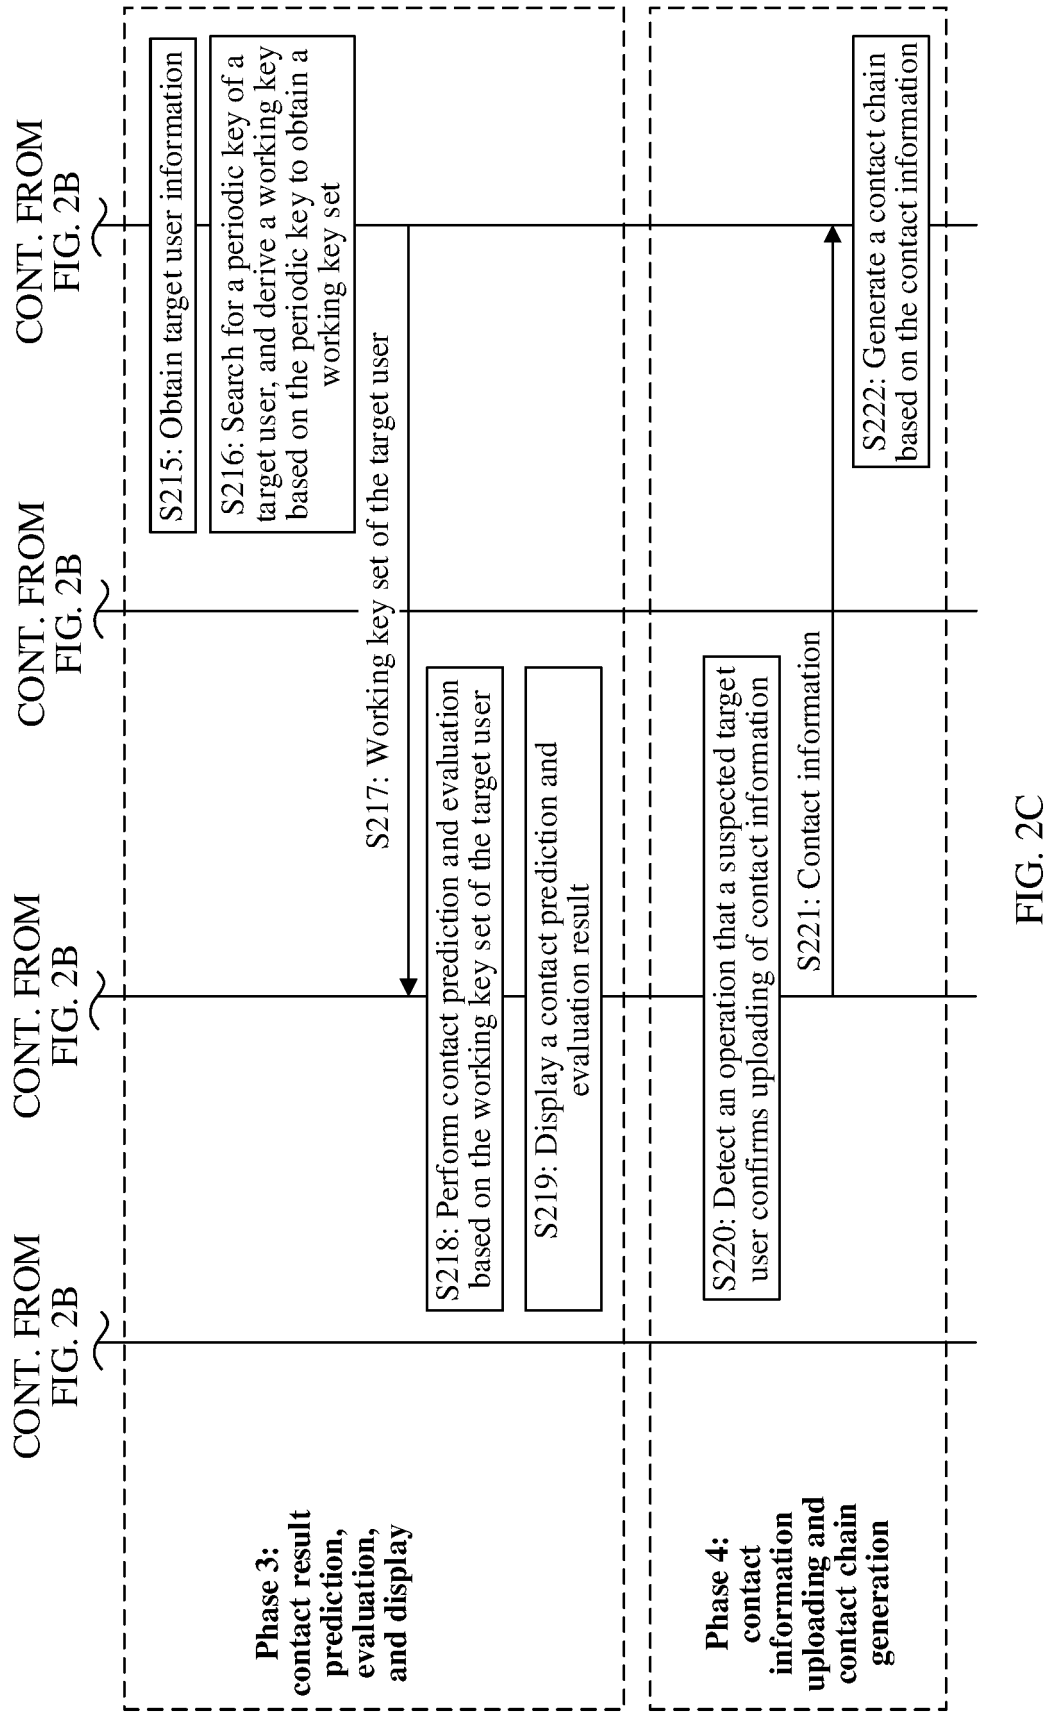 CONT. FROM
FIG. 2B
CONT. FROM
FIG. 2B
CONT. FROM
FIG. 2B
CONT. FROM
FIG. 2B
Phase 3:
contact result
prediction,
evaluation,
and display
S215: Obtain target user information
S216: Search for a periodic key of a
target user, and derive a working key
based on the periodic key to obtain a
working key set
S217: Working key set of the target user
S218: Perform contact prediction and evaluation
based on the working key set of the target user
S219: Display a contact prediction and
evaluation result
Phase 4:
contact
information
uploading and
contact chain
generation
S220: Detect an operation that a suspected target
user confirms uploading of contact information
S221: Contact information
S222: Generate a contact chain
based on the contact information
FIG. 2C